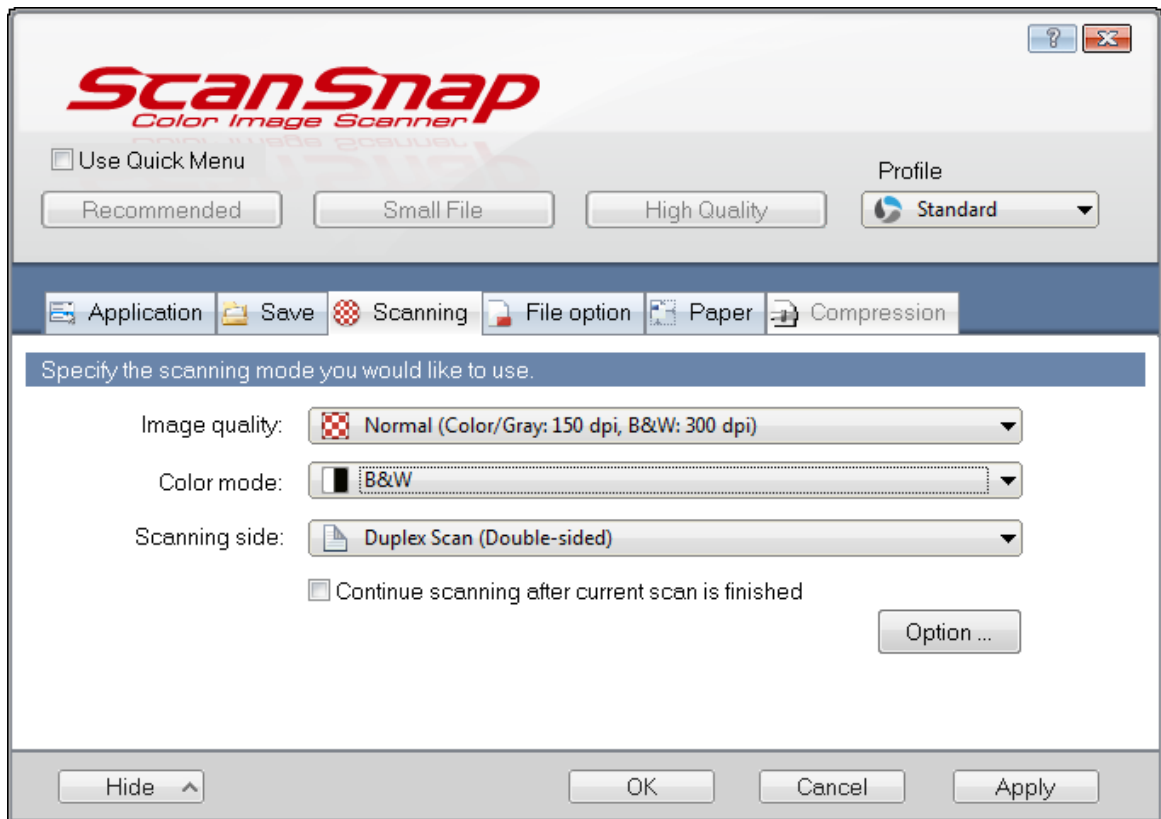 ScanSnap
Color Image Scanner
Use Quick Menu
Profile
Recommended Small File High Quality Standard
Application Save Scanning File option Paper Compression
Specify the scanning mode you would like to use.
Image quality: Normal (Color/Gray: 150 dpi, B&W: 300 dpi)
Color mode: B&W
Scanning side: Duplex Scan (Double-sided)
Continue scanning after current scan is finished
Option ...
Hide OK Cancel Apply